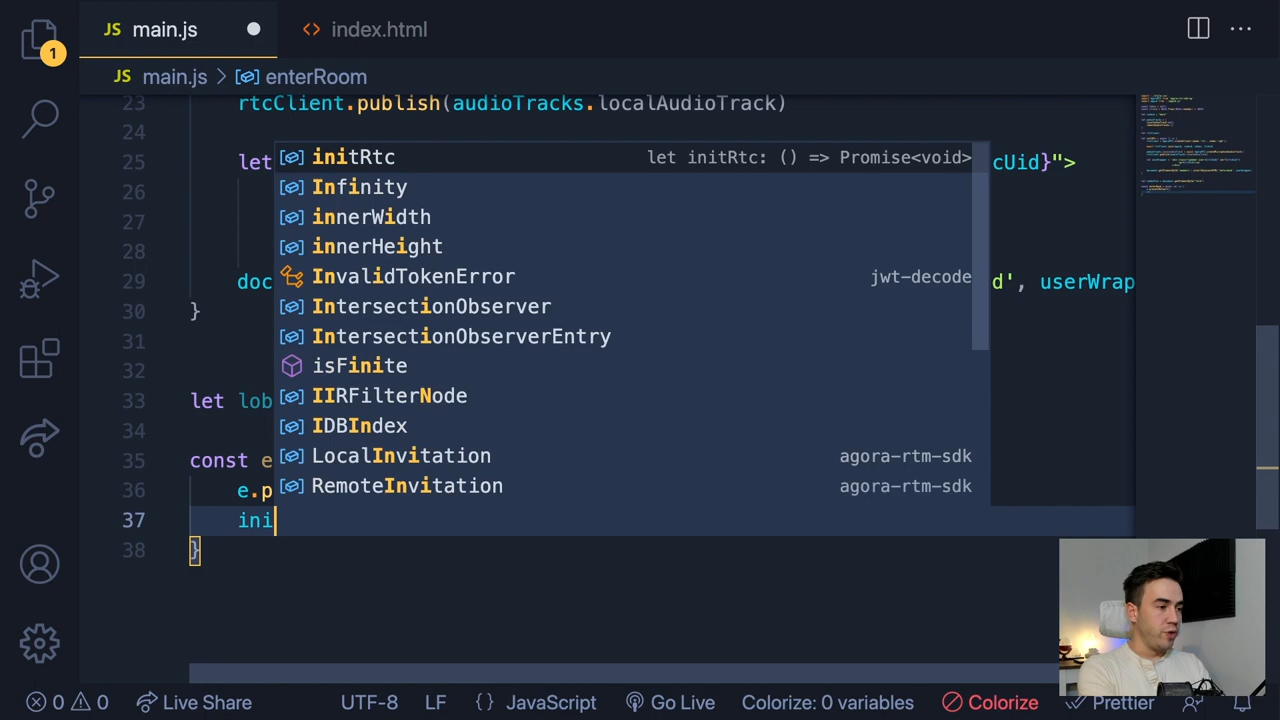 JS main.js
index.html
1
JS main.js > enterRoom
23 rtcClient.publish(audioTracks.localAudioTrack)
24
25 let cUid}">
26
27
28
29 doc d', userWrap
30 }
31
32
33 let lob
34
35 const e
36 e.p
37 ini
38 }
initRtc let initRtc: () => Promise<void>
Infinity
innerWidth
innerHeight
InvalidTokenError jwt-decode
IntersectionObserver
IntersectionObserverEntry
isFinite
IIRFilterNode
IDBIndex
LocalInvitation agora-rtm-sdk
RemoteInvitation agora-rtm-sdk
0 0 Live Share UTF-8 LF {} JavaScript Go Live Colorize: 0 variables Colorize Prettier